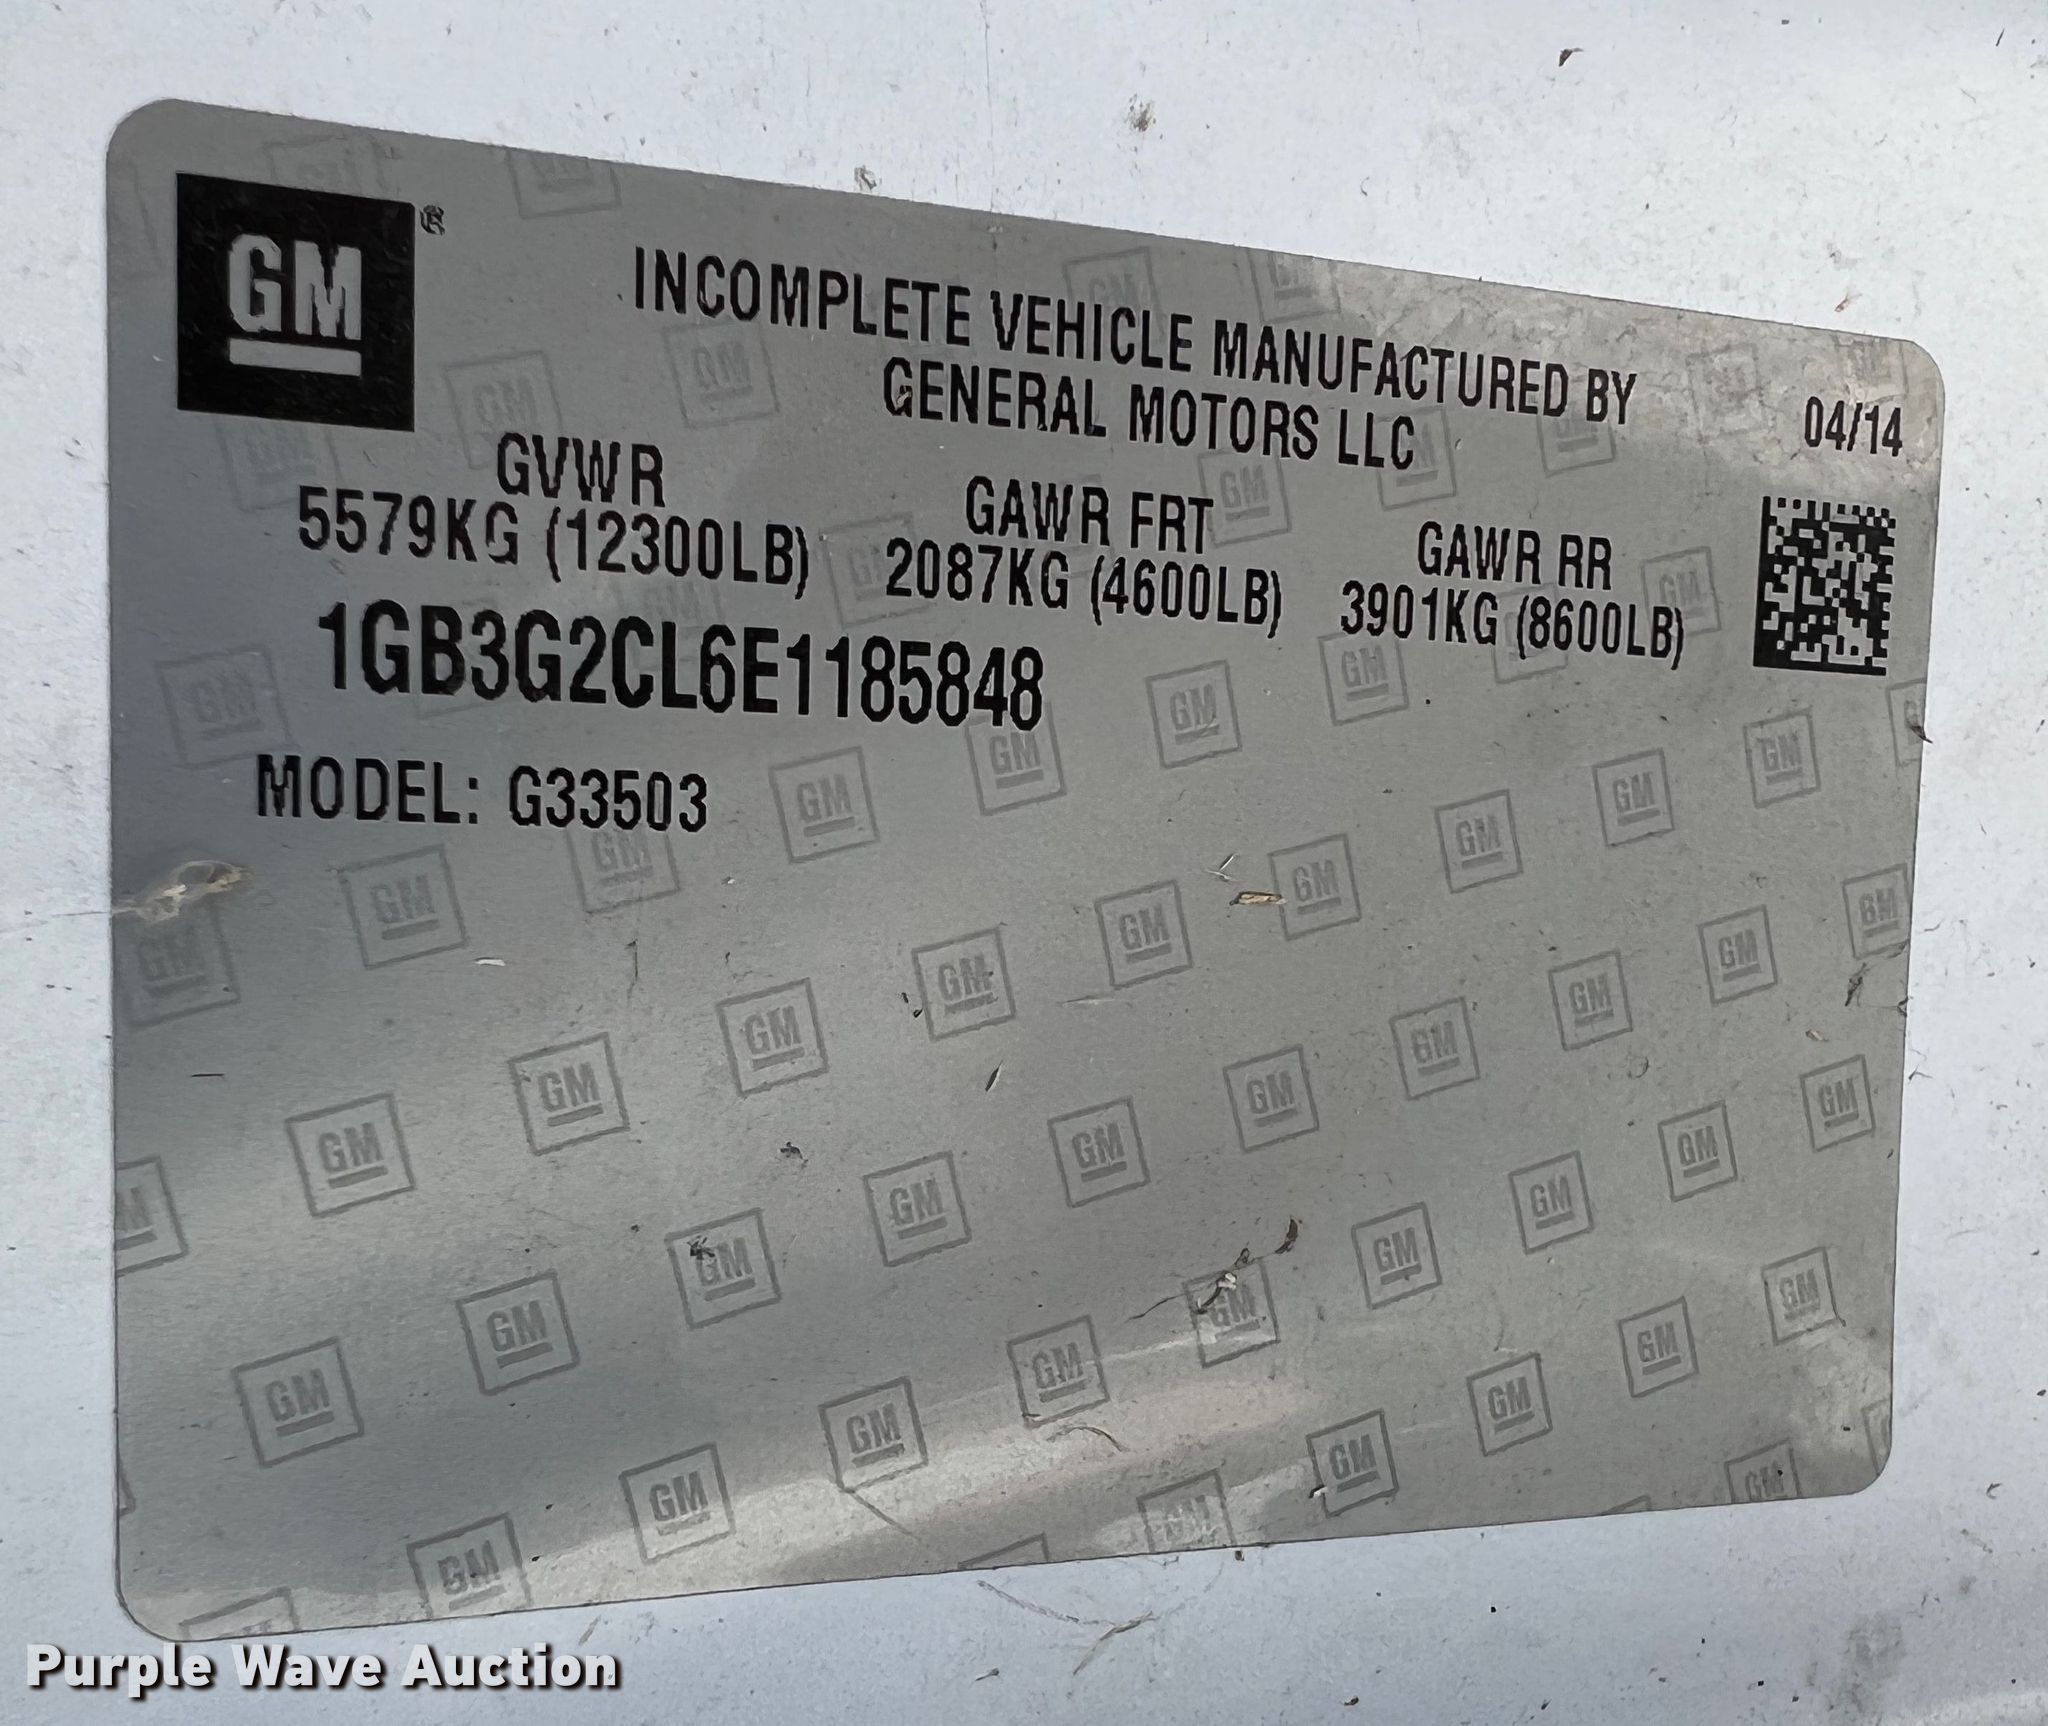 GM ®
INCOMPLETE VEHICLE MANUFACTURED BY
GENERAL MOTORS LLC
04/14
GVWR
5579KG (12300LB)
GAWR FRT
2087KG (4600LB)
GAWR RR
3901KG (8600LB)
1GB3G2CL6E1185848
MODEL: G33503
Purple Wave Auction